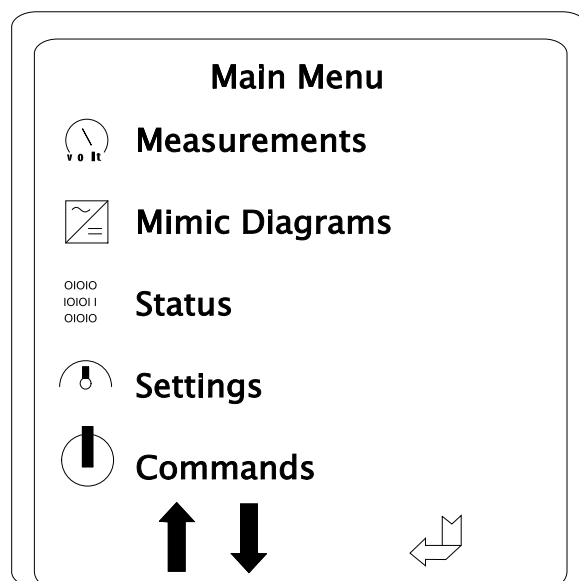 Main Menu
volt
Measurements
Mimic Diagrams
OIOIO
IOIOI I
OIOIO
Status
Settings
Commands